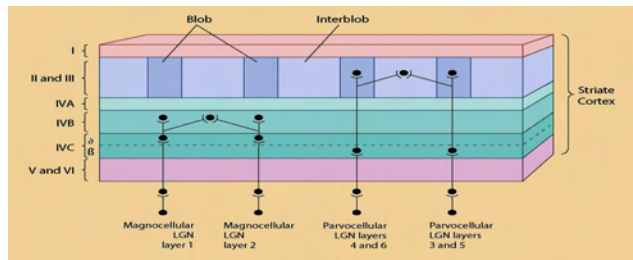 Blob
Interblob
I
II and III
IVA
IVB
IVC
a
B
V and VI
Striate
Cortex
Magnocellular
LGN
layer 1
Magnocellular
LGN
layer 2
Parvocellular
LGN layers
4 and 6
Parvocellular
LGN layers
3 and 5